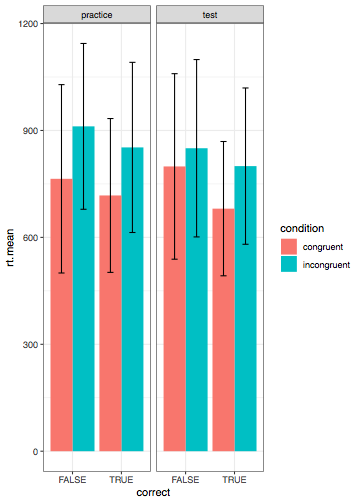 practice test
1200
900
600
300
0
rt.mean
FALSE TRUE FALSE TRUE
correct
condition
congruent
incongruent